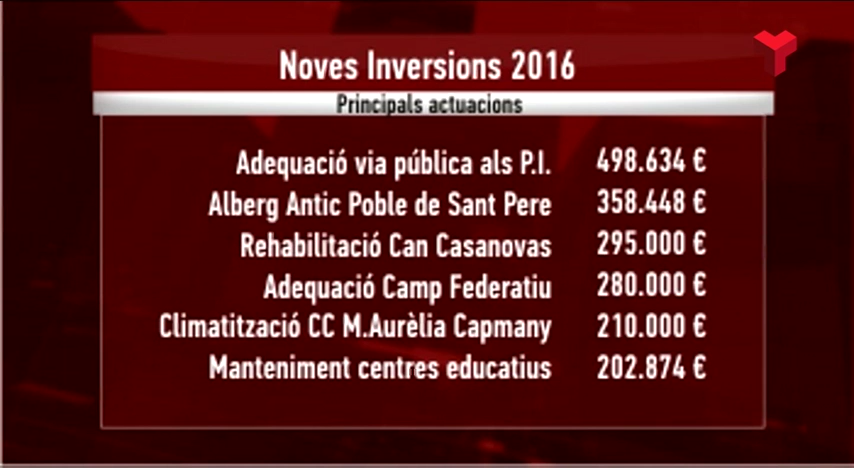 Noves Inversions 2016
Principals actuacions
Adequació via pública als P.I. 498.634 €
Alberg Antic Poble de Sant Pere 358.448 €
Rehabilitació Can Casanovas 295.000 €
Adequació Camp Federatiu 280.000 €
Climatització CC M.Aurèlia Capmany 210.000 €
Manteniment centres educatius 202.874 €